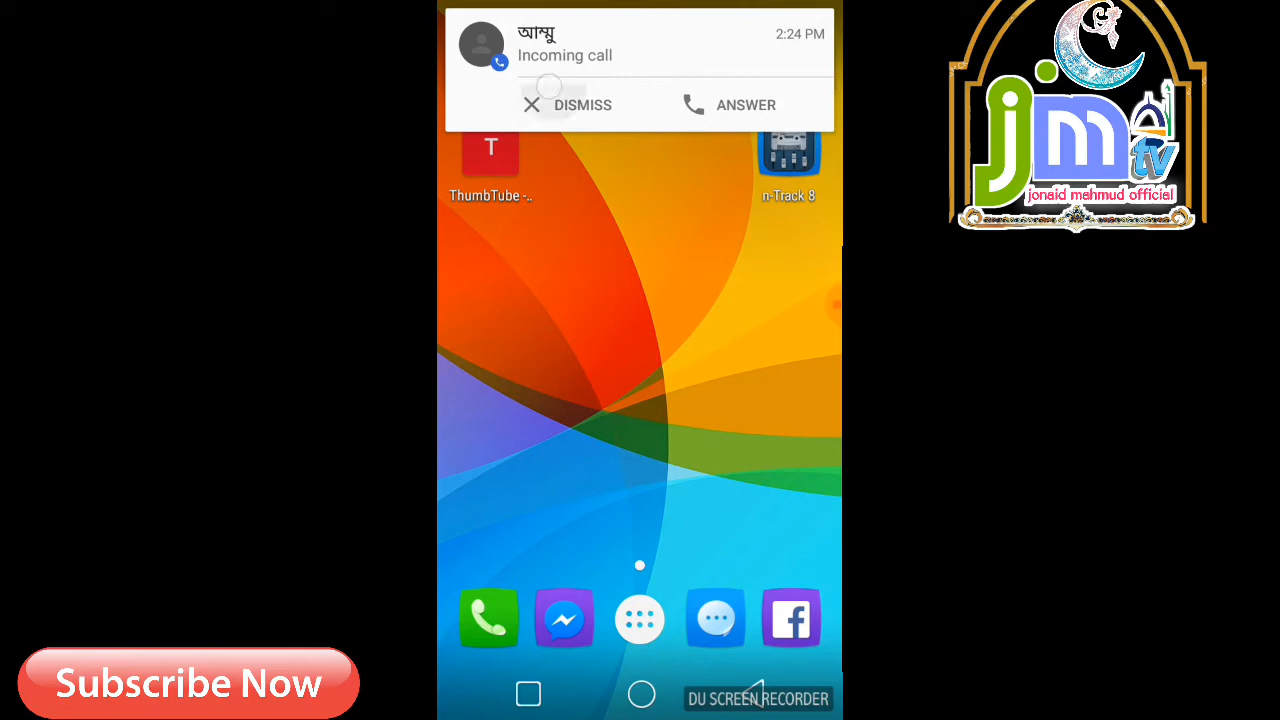 আম্মু
2:24 PM
Incoming call
DISMISS
ANSWER
T
ThumbTube -..
n-Track 8
DU SCREEN RECORDER
Subscribe Now
jm
tv
jonaid mahmud official